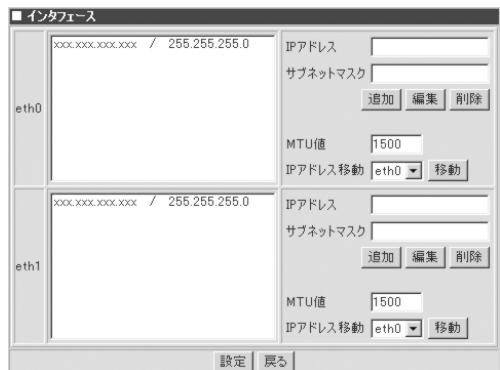 ■ インタフェース
eth0
xxx.xxx.xxx.xxx / 255.255.255.0
IPアドレス
サブネットマスク
追加 編集 削除
MTU値 1500
IPアドレス移動 eth0 移動
eth1
xxx.xxx.xxx.xxx / 255.255.255.0
IPアドレス
サブネットマスク
追加 編集 削除
MTU値 1500
IPアドレス移動 eth0 移動
設定 戻る